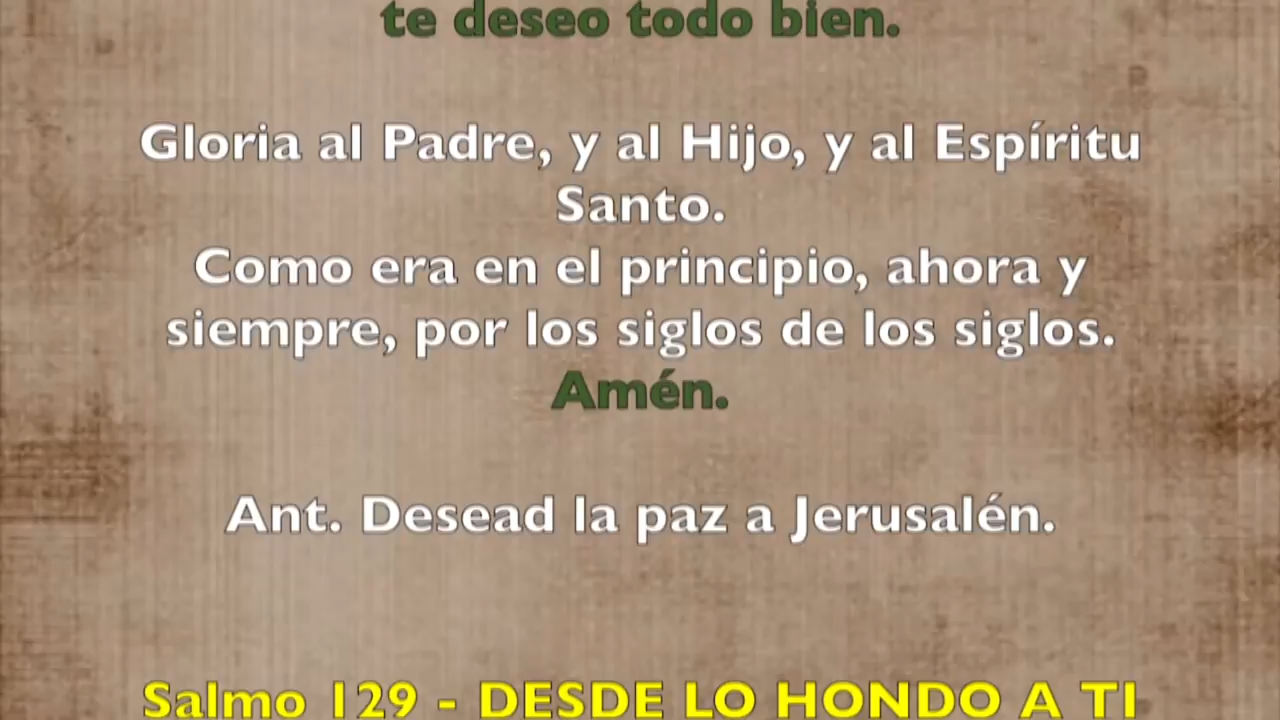 te deseo todo bien.
Gloria al Padre, y al Hijo, y al Espíritu
Santo.
Como era en el principio, ahora y
siempre, por los siglos de los siglos.
Amén.
Ant. Desead la paz a Jerusalén.
Salmo 129 - DESDE LO HONDO A TI